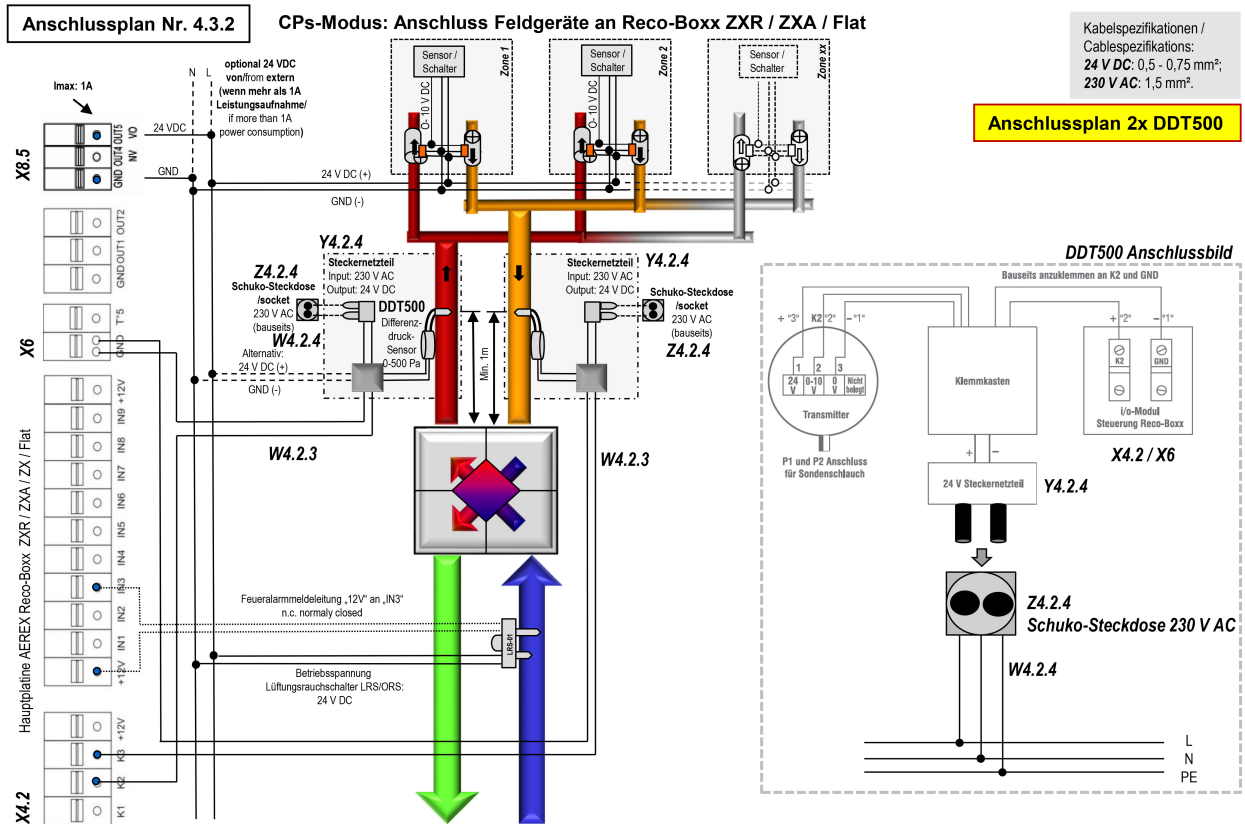 Anschlussplan Nr. 4.3.2
CPs-Modus: Anschluss Feldgeräte an Reco-Boxx ZXR / ZXA / Flat
Kabelspezifikationen /
Cablespezifikations:
24 V DC: 0,5 - 0,75 mm²;
230 V AC: 1,5 mm².
Anschlussplan 2x DDT500
N L
optional 24 VDC
von/from extern
(wenn mehr als 1A
Leistungsaufnahme/
if more than 1A
power consumption)
Imax: 1A
Sensor /
Schalter
Zone 1
O- 10 V DC
Sensor /
Schalter
Zone 2
O- 10 V DC
Sensor /
Schalter
Zone xx
X8.5
OUT5
VO
OUT4
NV
GND
24 VDC
GND
24 V DC (+)
GND (-)
OUT2
OUT1
GND
X6
T°5
GND
Y4.2.4
Steckernetzteil
Input: 230 V AC
Output: 24 V DC
Z4.2.4
Schuko-Steckdose
/socket
230 V AC
(bauseits)
W4.2.4
DDT500
Differenz-
druck-
Sensor
0-500 Pa
Alternativ:
24 V DC (+)
GND (-)
Min. 1m
Steckernetzteil
Input: 230 V AC
Output: 24 V DC
Y4.2.4
Schuko-Steckdose
/socket
230 V AC
(bauseits)
Z4.2.4
W4.2.3
W4.2.3
Hauptplatine AEREX Reco-Boxx ZXR / ZXA / ZX / Flat
+12V
IN9
IN8
IN7
IN6
IN5
IN4
IN3
IN2
IN1
+12V
Feueralarmmeldeleitung „12V“ an „IN3“
n.c. normaly closed
LRS-01
Betriebsspannung
Lüftungsrauchschalter LRS/ORS:
24 V DC
X4.2
+12V
K3
K2
K1
DDT500 Anschlussbild
Bauseits anzuklemmen an K2 und GND
+ "3" K2 "2" – "1"
1 2 3
24 V
0-10 V
0 V
Nicht belegt
Transmitter
P1 und P2 Anschluss
für Sondenschlauch
Klemmkasten
+ "2" – "1"
K2
GND
i/o-Modul
Steuerung Reco-Boxx
X4.2 / X6
+ –
24 V Steckernetzteil
Y4.2.4
Z4.2.4
Schuko-Steckdose 230 V AC
W4.2.4
L
N
PE